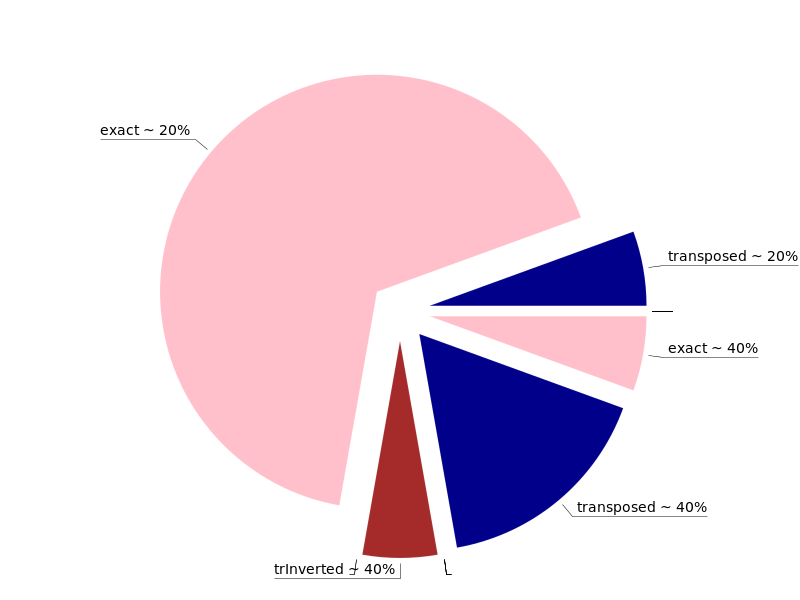 exact ~ 20%
transposed ~ 20%
exact ~ 40%
transposed ~ 40%
trInverted ~ 40%